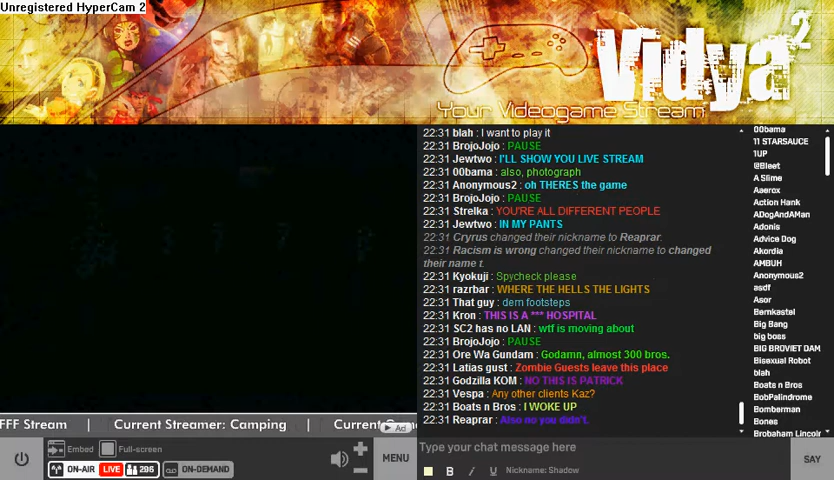 Unregistered HyperCam 2
Vidya2
Your Videogame Stream
22:31 blah : I want to play it
22:31 BrojoJojo : PAUSE
22:31 Jewtwo : I'LL SHOW YOU LIVE STREAM
22:31 00bama : also, photograph
22:31 Anonymous2 : oh THERES the game
22:31 BrojoJojo : PAUSE
22:31 Strelka : YOU'RE ALL DIFFERENT PEOPLE
22:31 Jewtwo : IN MY PANTS
22:31 Cryrus changed their nickname to Reaprar.
22:31 Racism is wrong changed their nickname to changed
their name t.
22:31 Kyokuji : Spycheck please
22:31 razrbar : WHERE THE HELLS THE LIGHTS
22:31 That guy : dem footsteps
22:31 Kron : THIS IS A *** HOSPITAL
22:31 SC2 has no LAN : wtf is moving about
22:31 BrojoJojo : PAUSE
22:31 Ore Wa Gundam : Godamn, almost 300 bros.
22:31 Latias gust : Zombie Guests leave this place
22:31 Godzilla KOM : NO THIS IS PATRICK
22:31 Vespa : Any other clients Kaz?
22:31 Boats n Bros : I WOKE UP
22:31 Reaprar : Also no you didn't.
00bama
11 STARSAUCE
1UP
@Bleet
A Slime
Aaerox
Action Hank
ADogAndAMan
Adonis
Advice Dog
Akordia
AMBUH
Anonymous2
asdf
Asor
Bernkastel
Big Bang
big boss
BIG BROVIET DAM
Bisexual Robot
blah
Boats n Bros
BobPalindrome
Bomberman
Bones
Brobaham Lincoln
FFF Stream | Current Streamer: Camping | Current
Ad
Embed Full-screen
ON-AIR LIVE 296 ON-DEMAND
MENU
Type your chat message here
B I U Nickname: Shadow
SAY